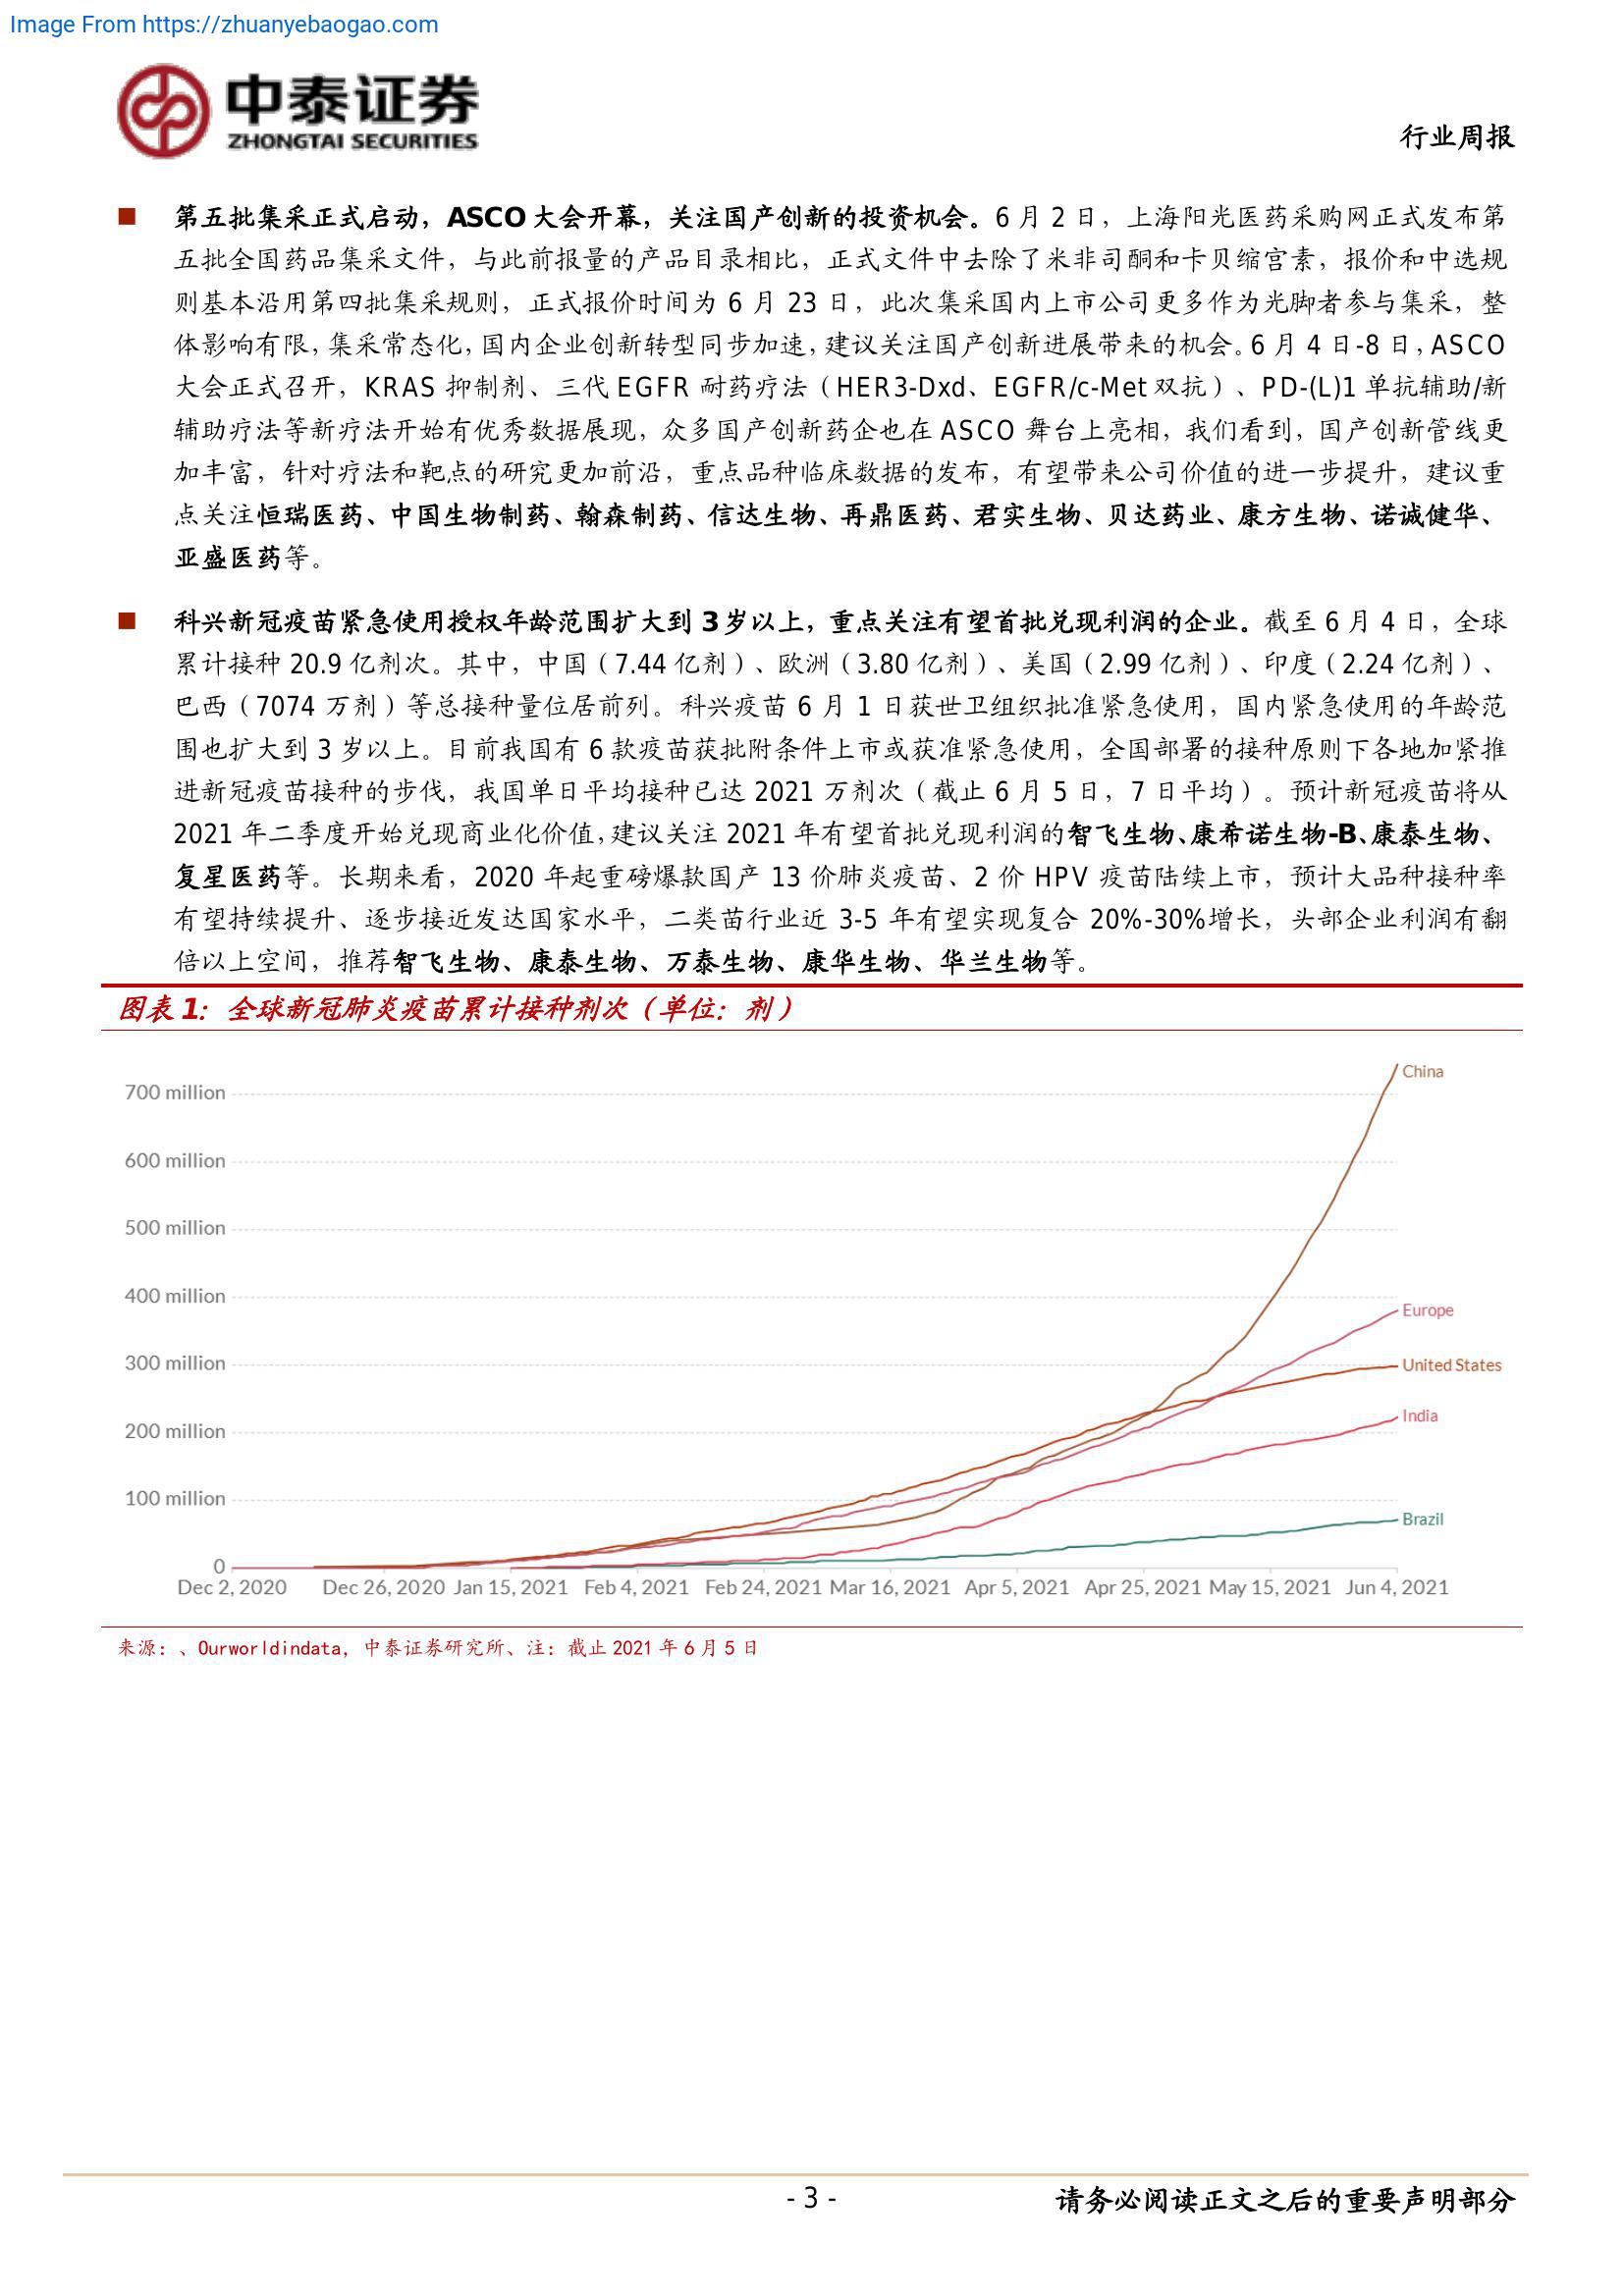 Image From https://zhuanyebaogao.com
中泰证券
ZHONGTAI SECURITIES
行业周报
■ 第五批集采正式启动，ASCO 大会开幕，关注国产创新的投资机会。6 月 2 日，上海阳光医药采购网正式发布第
五批全国药品集采文件，与此前报量的产品目录相比，正式文件中去除了米非司酮和卡贝缩宫素，报价和中选规
则基本沿用第四批集采规则，正式报价时间为 6 月 23 日，此次集采国内上市公司更多作为光脚者参与集采，整
体影响有限，集采常态化，国内企业创新转型同步加速，建议关注国产创新进展带来的机会。6 月 4 日-8 日，ASCO
大会正式召开，KRAS 抑制剂、三代 EGFR 耐药疗法（HER3-Dxd、EGFR/c-Met 双抗）、PD-(L)1 单抗辅助/新
辅助疗法等新疗法开始有优秀数据展现，众多国产创新药企也在 ASCO 舞台上亮相，我们看到，国产创新管线更
加丰富，针对疗法和靶点的研究更加前沿，重点品种临床数据的发布，有望带来公司价值的进一步提升，建议重
点关注恒瑞医药、中国生物制药、翰森制药、信达生物、再鼎医药、君实生物、贝达药业、康方生物、诺诚健华、
亚盛医药等。
■ 科兴新冠疫苗紧急使用授权年龄范围扩大到 3 岁以上，重点关注有望首批兑现利润的企业。截至 6 月 4 日，全球
累计接种 20.9 亿剂次。其中，中国（7.44 亿剂）、欧洲（3.80 亿剂）、美国（2.99 亿剂）、印度（2.24 亿剂）、
巴西（7074 万剂）等总接种量位居前列。科兴疫苗 6 月 1 日获世卫组织批准紧急使用，国内紧急使用的年龄范
围也扩大到 3 岁以上。目前我国有 6 款疫苗获批附条件上市或获准紧急使用，全国部署的接种原则下各地加紧推
进新冠疫苗接种的步伐，我国单日平均接种已达 2021 万剂次（截止 6 月 5 日，7 日平均）。预计新冠疫苗将从
2021 年二季度开始兑现商业化价值，建议关注 2021 年有望首批兑现利润的智飞生物、康希诺生物-B、康泰生物、
复星医药等。长期来看，2020 年起重磅爆款国产 13 价肺炎疫苗、2 价 HPV 疫苗陆续上市，预计大品种接种率
有望持续提升、逐步接近发达国家水平，二类苗行业近 3-5 年有望实现复合 20%-30%增长，头部企业利润有翻
倍以上空间，推荐智飞生物、康泰生物、万泰生物、康华生物、华兰生物等。
图表 1：全球新冠肺炎疫苗累计接种剂次（单位：剂）
China
700 million
600 million
500 million
400 million
Europe
300 million
United States
200 million
India
100 million
Brazil
0
Dec 2, 2020 Dec 26, 2020 Jan 15, 2021 Feb 4, 2021 Feb 24, 2021 Mar 16, 2021 Apr 5, 2021 Apr 25, 2021 May 15, 2021 Jun 4, 2021
来源：、Ourworldindata，中泰证券研究所、注：截止 2021 年 6 月 5 日
- 3 -
请务必阅读正文之后的重要声明部分